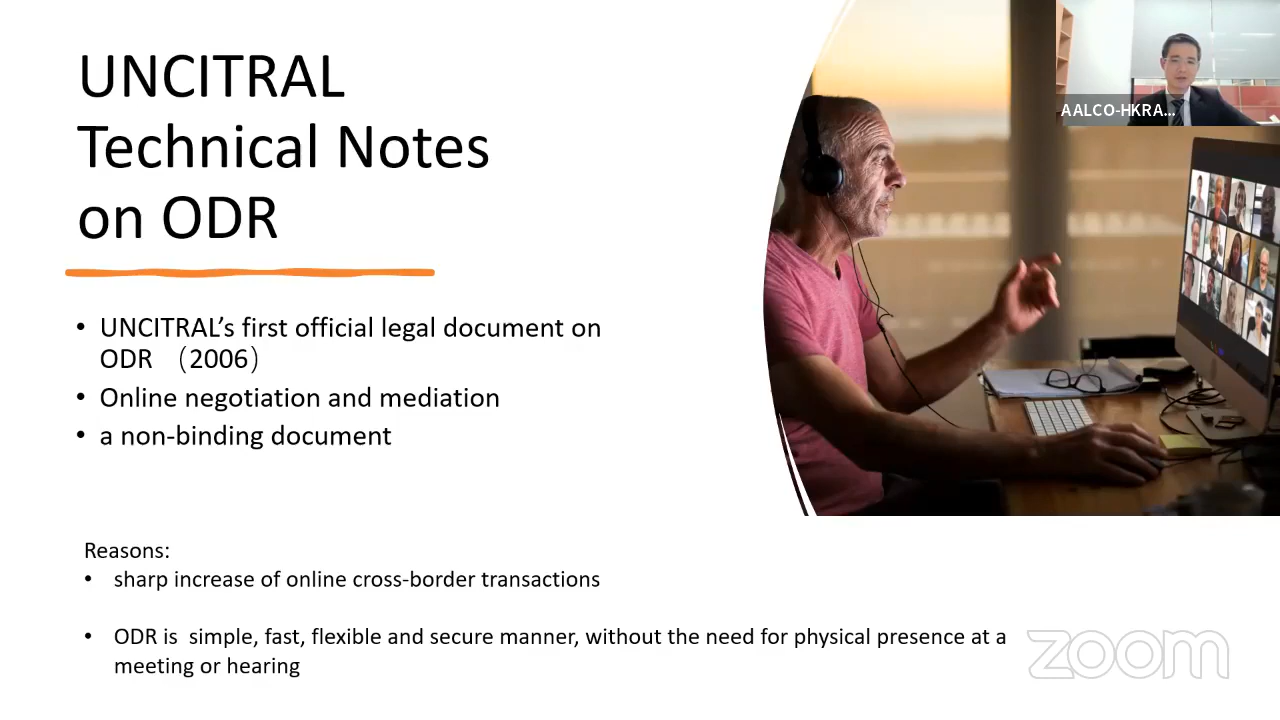 UNCITRAL
Technical Notes
on ODR
• UNCITRAL’s first official legal document on
ODR （2006）
• Online negotiation and mediation
• a non-binding document
Reasons:
• sharp increase of online cross-border transactions
• ODR is  simple, fast, flexible and secure manner, without the need for physical presence at a
meeting or hearing
AALCO-HKRA...
zoom